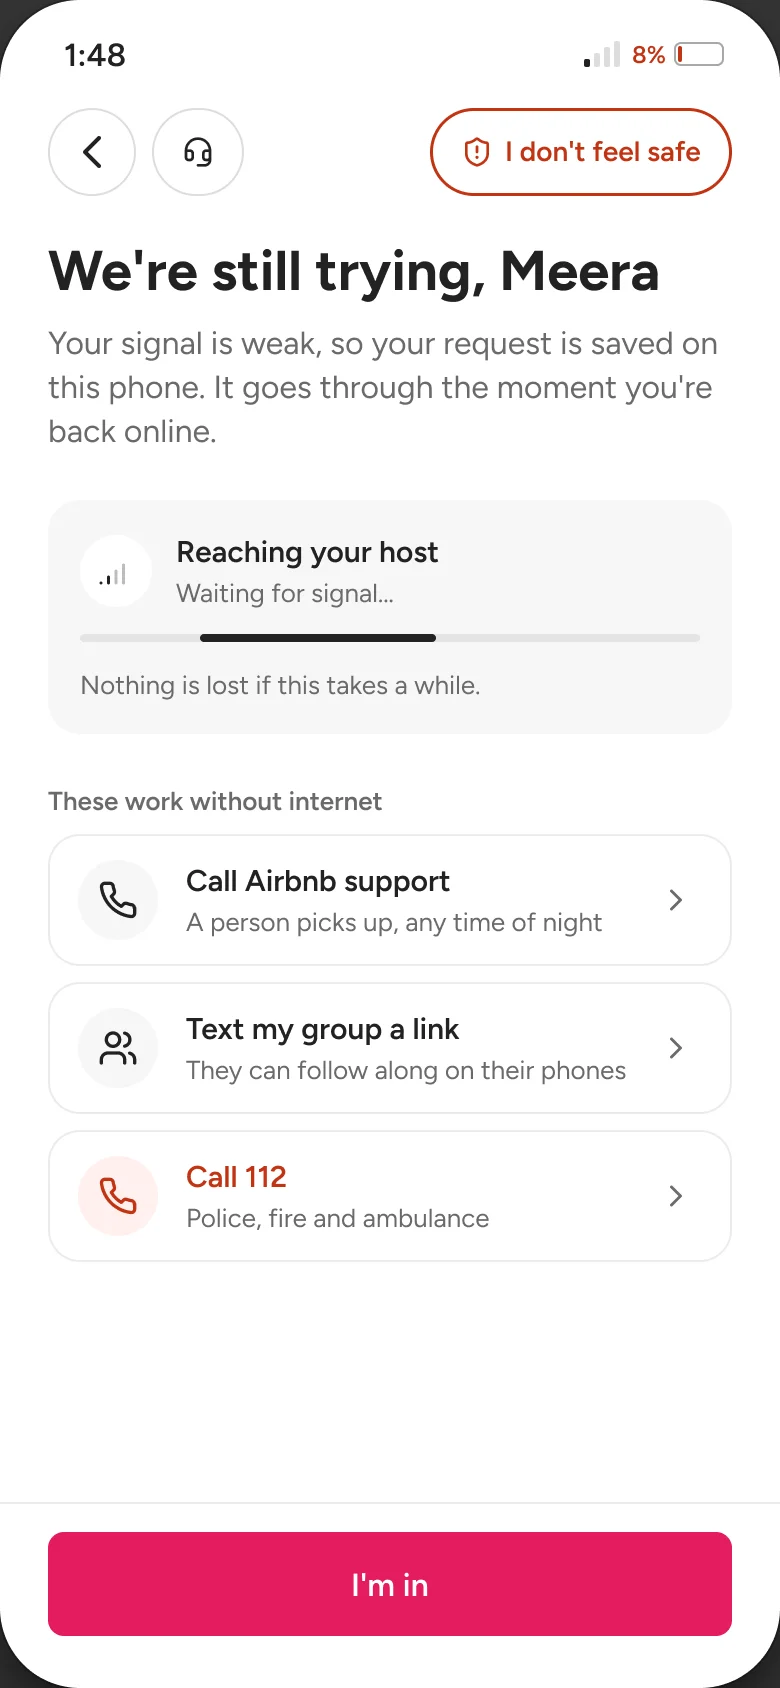 1:48
8%
I don't feel safe
We're still trying, Meera
Your signal is weak, so your request is saved on
this phone. It goes through the moment you're
back online.
Reaching your host
Waiting for signal...
Nothing is lost if this takes a while.
These work without internet
Call Airbnb support
A person picks up, any time of night
Text my group a link
They can follow along on their phones
Call 112
Police, fire and ambulance
I'm in